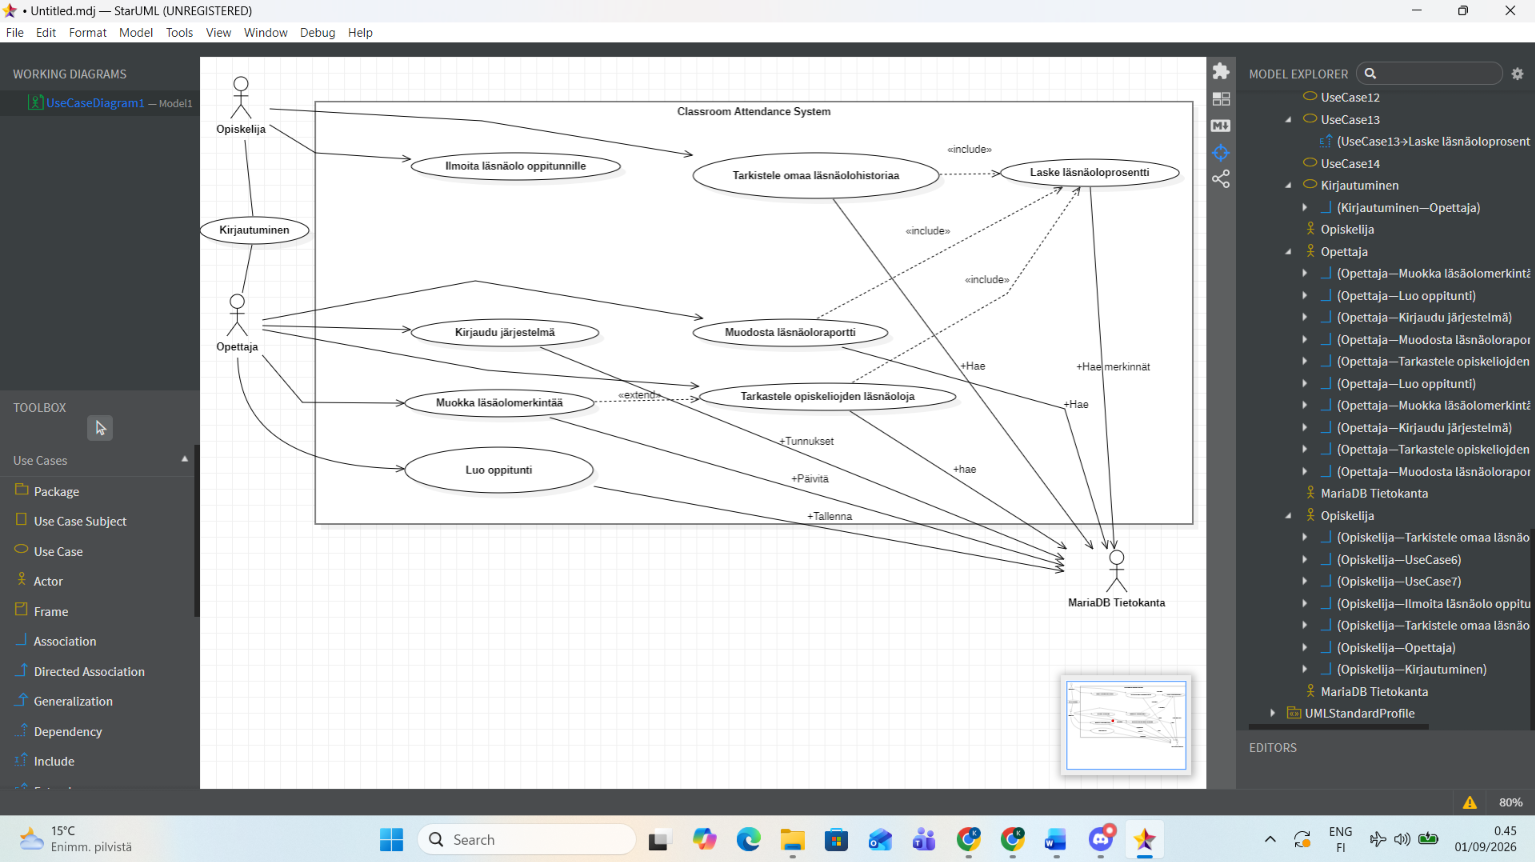 • Untitled.mdj — StarUML (UNREGISTERED)
File Edit Format Model Tools View Window Debug Help
WORKING DIAGRAMS
UseCaseDiagram1 — Model1
TOOLBOX
Use Cases
Package
Use Case Subject
Use Case
Actor
Frame
Association
Directed Association
Generalization
Dependency
Include
Classroom Attendance System
Opiskelija
Ilmoita läsnäolo oppitunnille
Tarkistele omaa läsnäolohistoriaa
«include»
Laske läsnäoloprosentti
Kirjautuminen
«include»
«include»
Opettaja
Kirjaudu järjestelmä
Muodosta läsnäoloraportti
+Hae
+Hae merkinnät
Muokka läsäolomerkintää
«extend»
Tarkastele opiskeliojden läsnäoloja
+Hae
+Tunnukset
Luo oppitunti
+hae
+Päivitä
+Tallenna
MariaDB Tietokanta
MODEL EXPLORER
UseCase12
UseCase13
(UseCase13→Laske läsnäoloprosent
UseCase14
Kirjautuminen
(Kirjautuminen—Opettaja)
Opiskelija
Opettaja
(Opettaja—Muokka läsäolomerkintä
(Opettaja—Luo oppitunti)
(Opettaja—Kirjaudu järjestelmä)
(Opettaja—Muodosta läsnäolorapor
(Opettaja—Tarkastele opiskeliojden
(Opettaja—Luo oppitunti)
(Opettaja—Muokka läsäolomerkintä
(Opettaja—Kirjaudu järjestelmä)
(Opettaja—Tarkastele opiskeliojden
(Opettaja—Muodosta läsnäolorapor
MariaDB Tietokanta
Opiskelija
(Opiskelija—Tarkistele omaa läsnäo
(Opiskelija—UseCase6)
(Opiskelija—UseCase7)
(Opiskelija—Ilmoita läsnäolo oppitu
(Opiskelija—Tarkistele omaa läsnäo
(Opiskelija—Opettaja)
(Opiskelija—Kirjautuminen)
MariaDB Tietokanta
UMLStandardProfile
EDITORS
80%
15°C
Enimm. pilvistä
Search
ENG
FI
0.45
01/09/2026